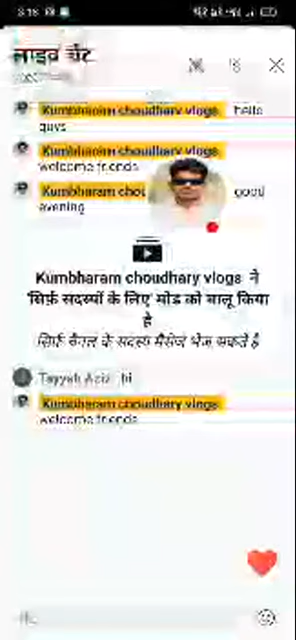 लाइव चैट
Kumbharam choudhary vlogs hello
guys
Kumbharam choudhary vlogs
welcome friends
Kumbharam chou good
evening
Kumbharam choudhary vlogs ने
'सिर्फ़ सदस्यों के लिए' मोड को चालू किया
है
सिर्फ़ चैनल के सदस्य मैसेज भेज सकते हैं
Tayyab Aziz hi
Kumbharam choudhary vlogs
welcome friends